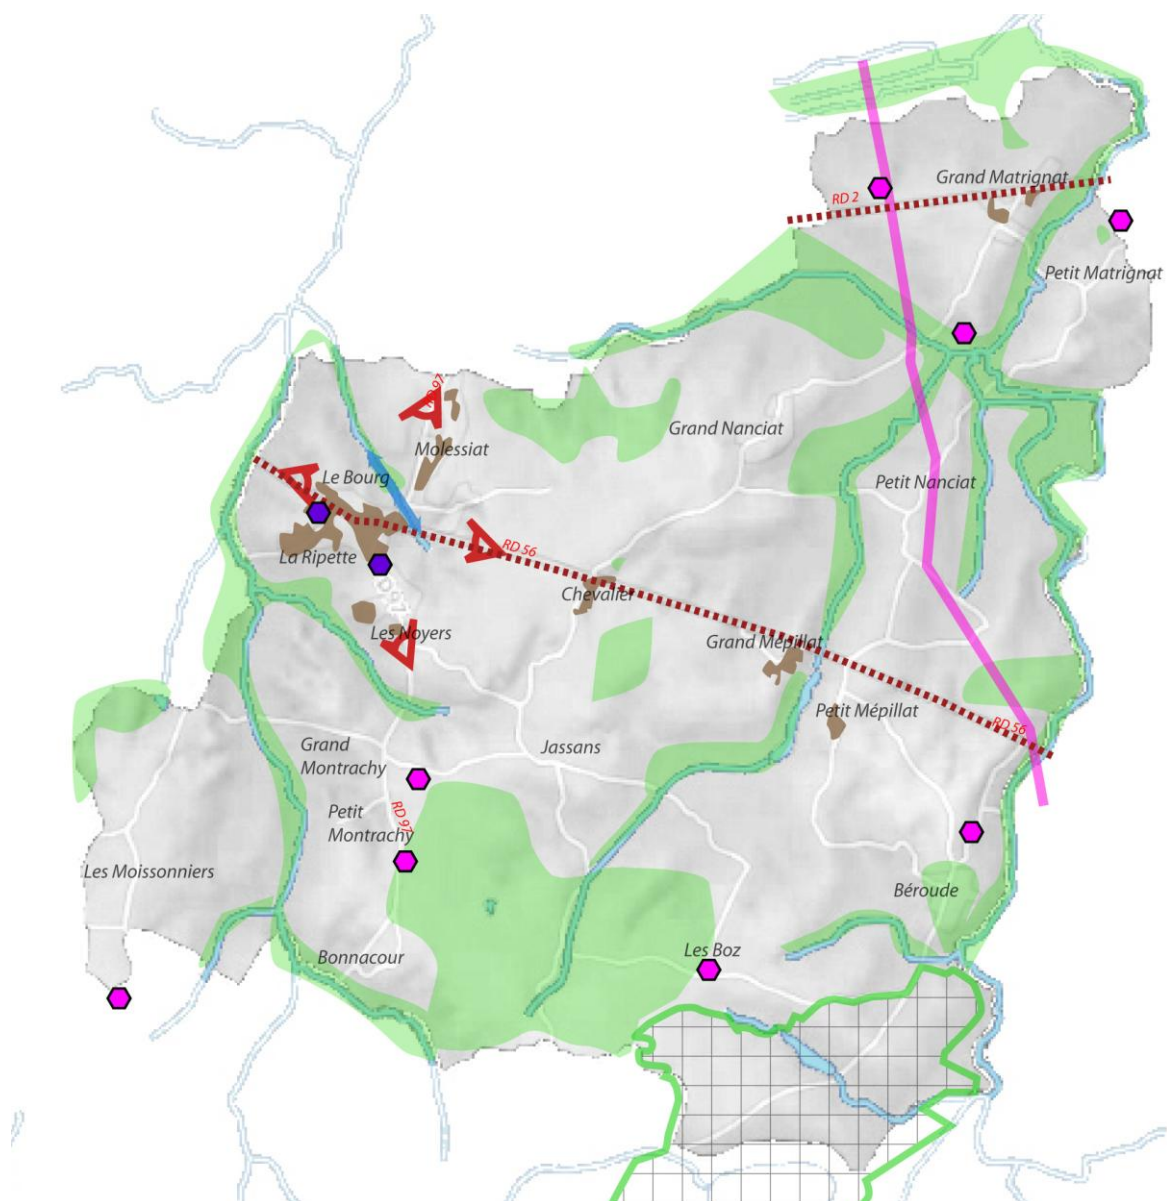 Grand Matrignat
RD 2
Petit Matrignat
RD 97
Grand Nanciat
Molessiat
Le Bourg
Petit Nanciat
RD 56
La Ripette
Chevalier
Les Noyers
Grand Mépillat
Petit Mépillat
RD 56
Grand
Montrachy
Jassans
Petit
Montrachy
RD 97
Les Moissonniers
Béroude
Bonnacour
Les Boz